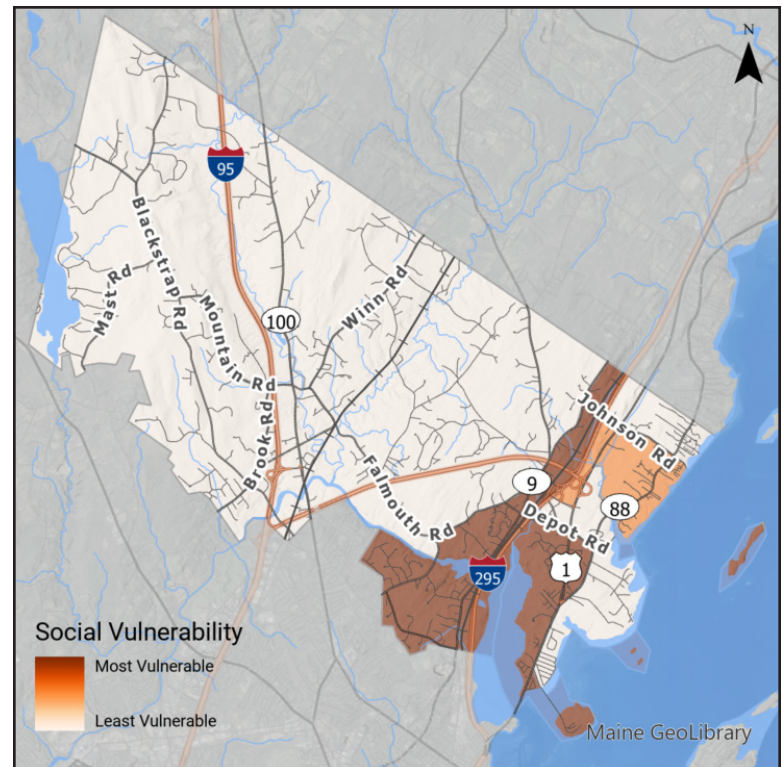 N
95
Blackstrap Rd
Mast Rd
Mountain Rd
100
Winn Rd
Brook Rd
Falmouth Rd
Johnson Rd
9
88
Depot Rd
1
295
Social Vulnerability
Most Vulnerable
Least Vulnerable
Maine GeoLibrary